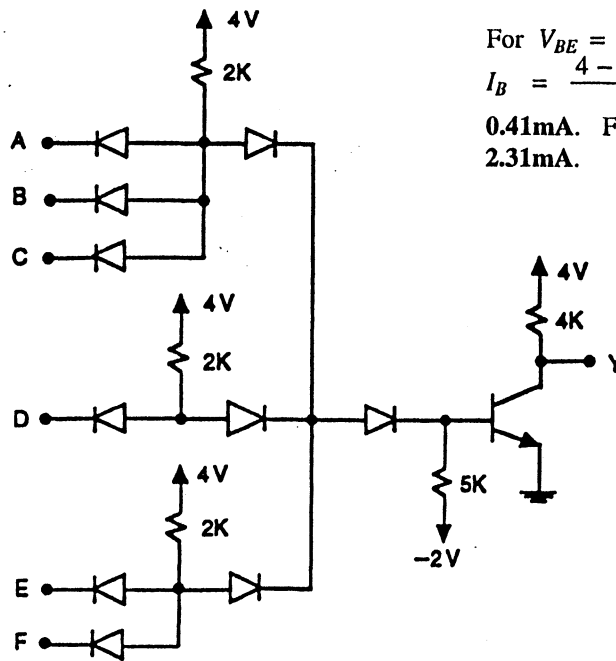 For V_BE =
I_B = 4 −
0.41mA. F
2.31mA.
4V
2K
A
B
C
4V
2K
D
4V
4K
Y
5K
−2V
4V
2K
E
F